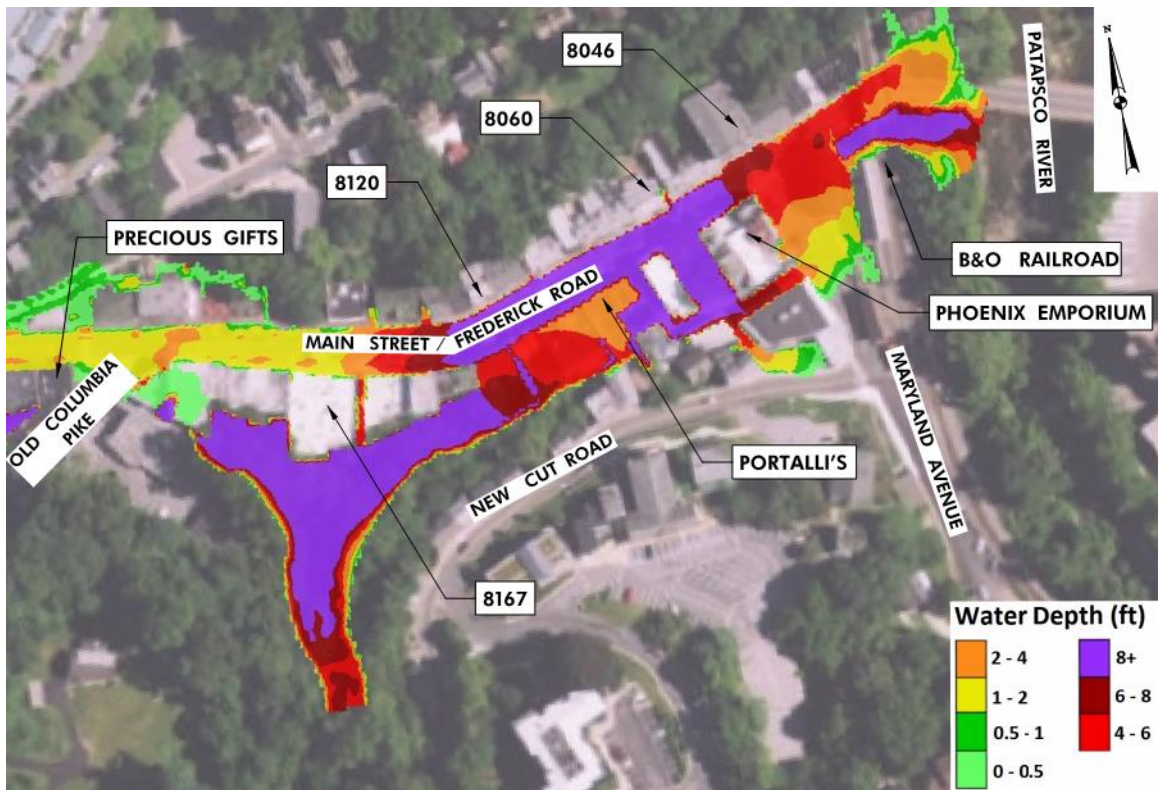 8046
8060
8120
PRECIOUS GIFTS
PATAPSCO RIVER
N
B&O RAILROAD
PHOENIX EMPORIUM
MAIN STREET / FREDERICK ROAD
OLD COLUMBIA
PIKE
NEW CUT ROAD
PORTALLI'S
MARYLAND AVENUE
8167
Water Depth (ft)
2 - 4
8+
1 - 2
6 - 8
0.5 - 1
4 - 6
0 - 0.5